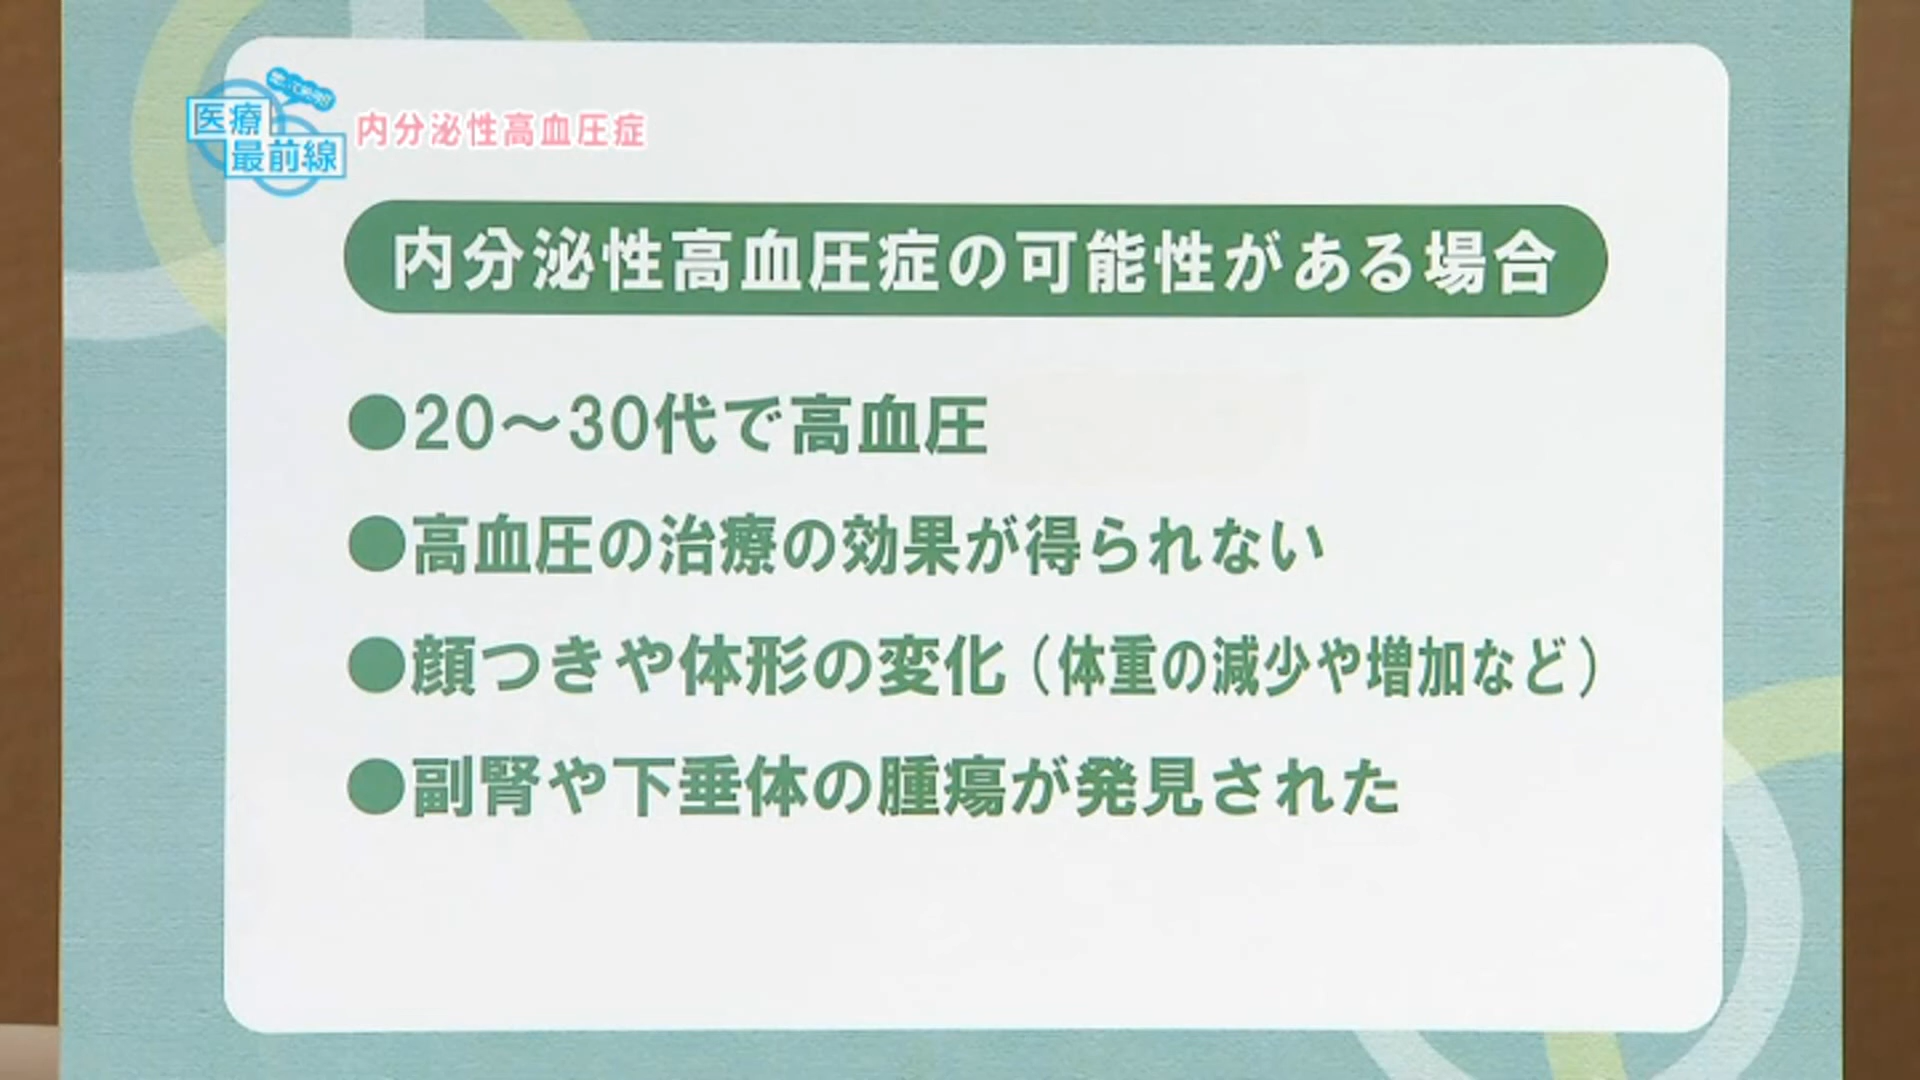 医療
最前線
内分泌性高血圧症
内分泌性高血圧症の可能性がある場合
●20〜30代で高血圧
●高血圧の治療の効果が得られない
●顔つきや体形の変化（体重の減少や増加など）
●副腎や下垂体の腫瘍が発見された